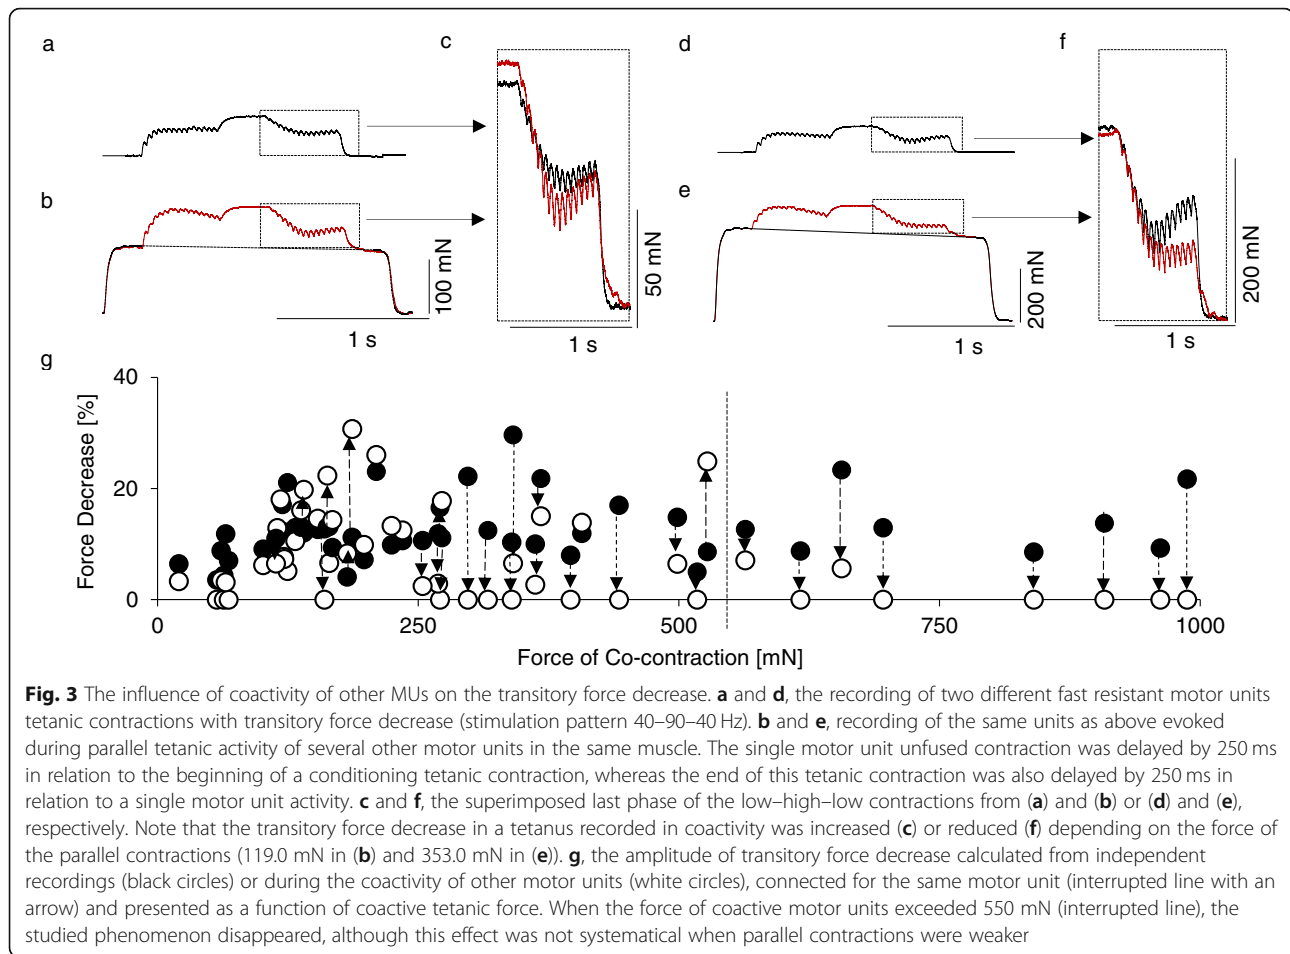 a
c
d
f
b
e
100 mN
1 s
50 mN
1 s
200 mN
1 s
200 mN
1 s
g
40
20
0
Force Decrease [%]
0
250
500
750
1000
Force of Co-contraction [mN]
Fig. 3 The influence of coactivity of other MUs on the transitory force decrease. a and d, the recording of two different fast resistant motor units
tetanic contractions with transitory force decrease (stimulation pattern 40–90–40 Hz). b and e, recording of the same units as above evoked
during parallel tetanic activity of several other motor units in the same muscle. The single motor unit unfused contraction was delayed by 250 ms
in relation to the beginning of a conditioning tetanic contraction, whereas the end of this tetanic contraction was also delayed by 250 ms in
relation to a single motor unit activity. c and f, the superimposed last phase of the low–high–low contractions from (a) and (b) or (d) and (e),
respectively. Note that the transitory force decrease in a tetanus recorded in coactivity was increased (c) or reduced (f) depending on the force of
the parallel contractions (119.0 mN in (b) and 353.0 mN in (e)). g, the amplitude of transitory force decrease calculated from independent
recordings (black circles) or during the coactivity of other motor units (white circles), connected for the same motor unit (interrupted line with an
arrow) and presented as a function of coactive tetanic force. When the force of coactive motor units exceeded 550 mN (interrupted line), the
studied phenomenon disappeared, although this effect was not systematical when parallel contractions were weaker